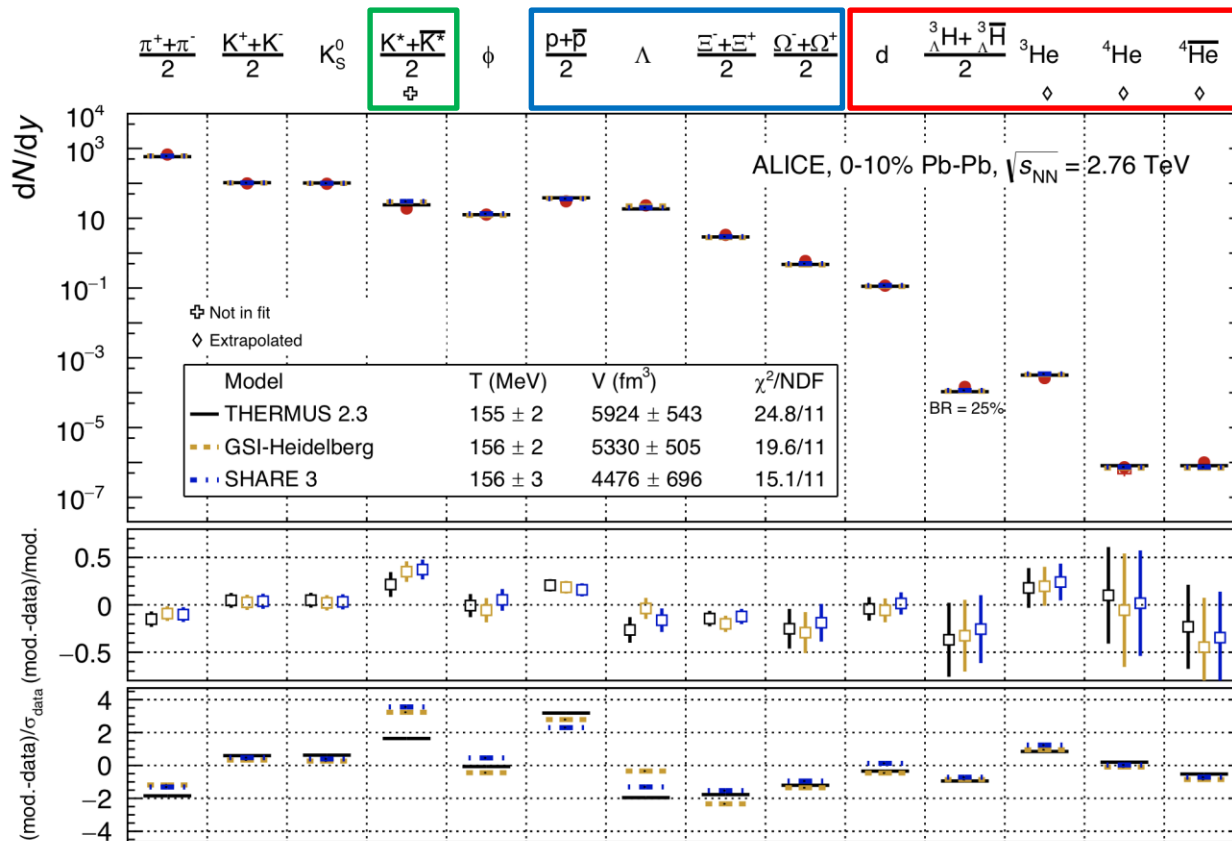 π⁺+π⁻
2
K⁺+K⁻
2
K⁰S
K*+K̅*̅
2
ϕ
p+p̅
2
Λ
Ξ⁻+Ξ⁺
2
Ω⁻+Ω⁺
2
d
³ΛH+ ³ΛH̅
2
³He
⁴He
⁴H̅e̅
dN/dy
10⁴
10³
10
10⁻¹
10⁻³
10⁻⁵
10⁻⁷
ALICE, 0-10% Pb-Pb, √sNN = 2.76 TeV
Not in fit
Extrapolated
BR = 25%
Model T (MeV) V (fm³) χ²/NDF
THERMUS 2.3 155 ± 2 5924 ± 543 24.8/11
GSI-Heidelberg 156 ± 2 5330 ± 505 19.6/11
SHARE 3 156 ± 3 4476 ± 696 15.1/11
(mod.-data)/mod.
0.5
0
−0.5
(mod.-data)/σdata
4
2
0
−2
−4